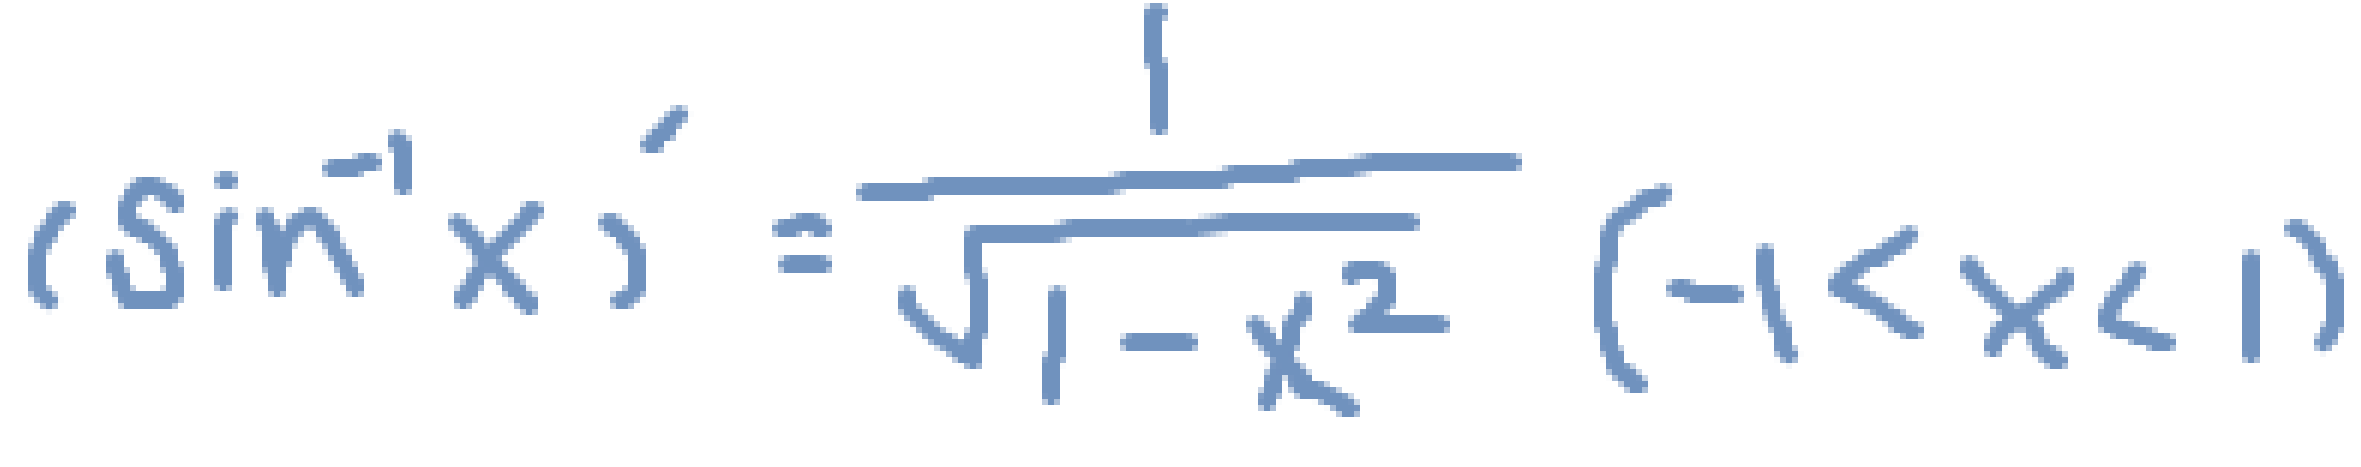 (sin⁻¹x)′ = 1/√(1-x²) (-1<x<1)